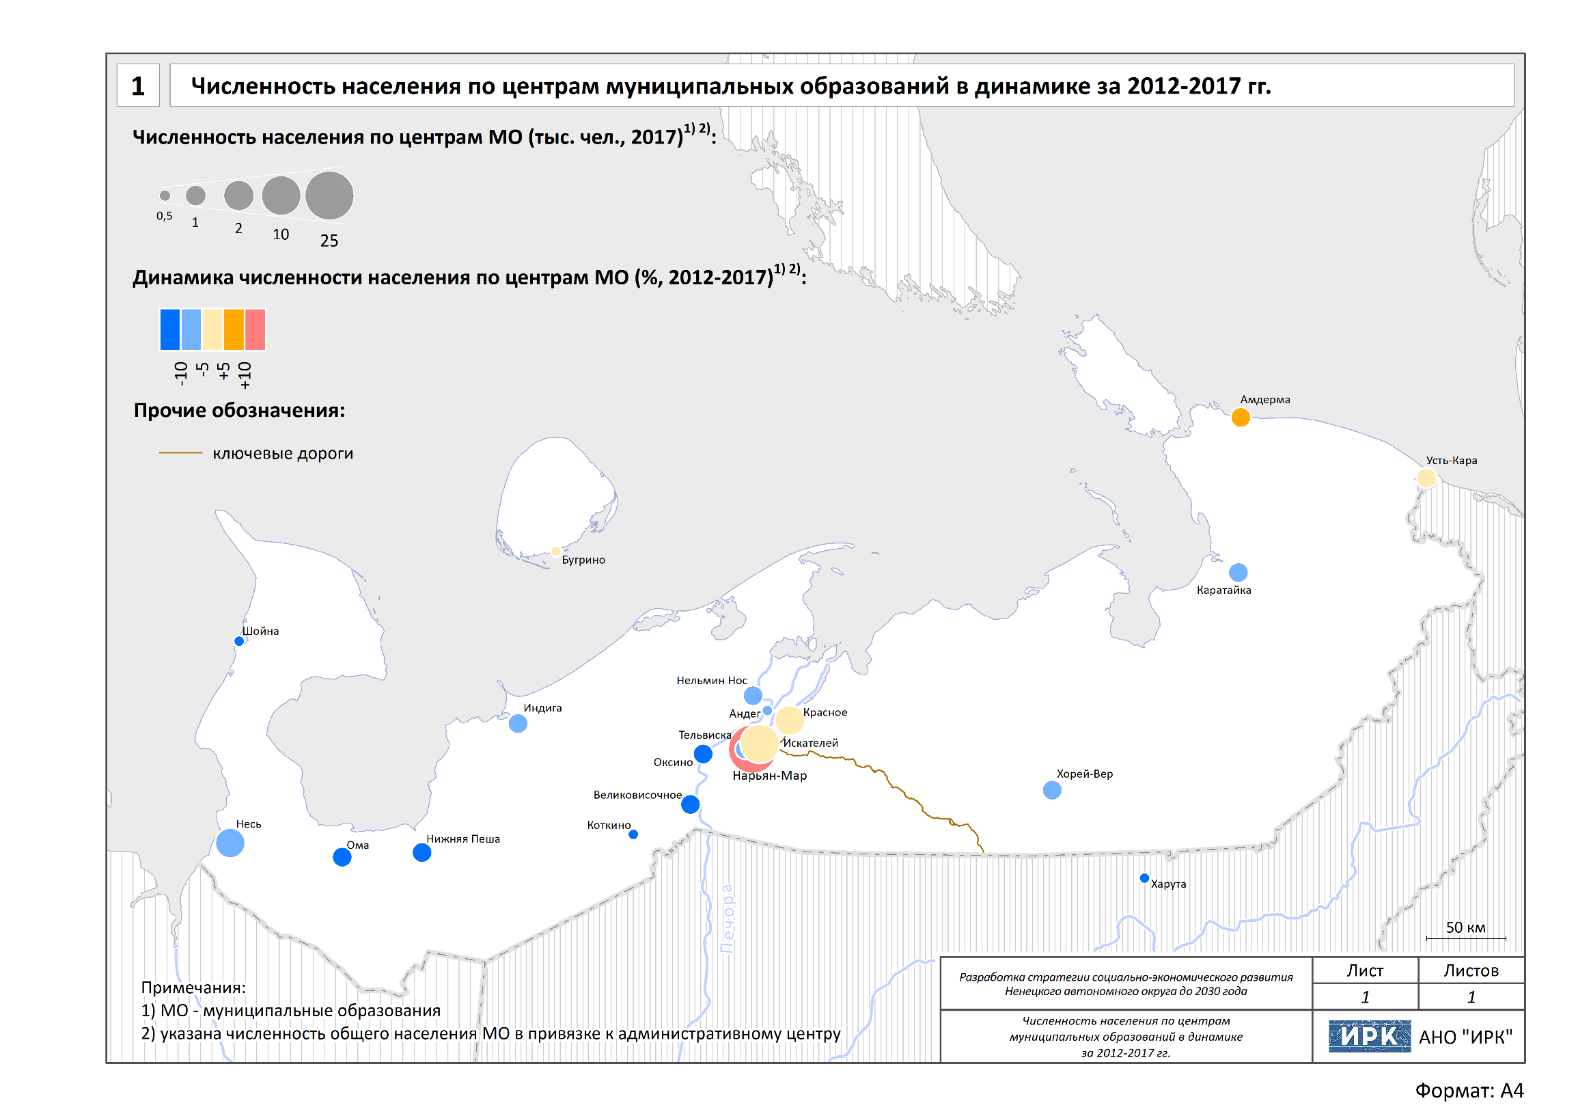 1
Численность населения по центрам муниципальных образований в динамике за 2012-2017 гг.
Численность населения по центрам МО (тыс. чел., 2017)1) 2):
0,5
1
2
10
25
Динамика численности населения по центрам МО (%, 2012-2017)1) 2):
-10
-5
+5
+10
Прочие обозначения:
ключевые дороги
Амдерма
Усть-Кара
Бугрино
Каратайка
Шойна
Нельмин Нос
Индига
Андег
Красное
Тельвиска
Искателей
Оксино
Нарьян-Мар
Хорей-Вер
Великовисочное
Несь
Коткино
Ома
Нижняя Пеша
Харута
Печора
50 км
Примечания:
1) МО - муниципальные образования
2) указана численность общего населения МО в привязке к административному центру
Разработка стратегии социально-экономического развития
Ненецкого автономного округа до 2030 года
Лист
Листов
1
1
Численность населения по центрам
муниципальных образований в динамике
за 2012-2017 гг.
ИРК
АНО "ИРК"
Формат: А4